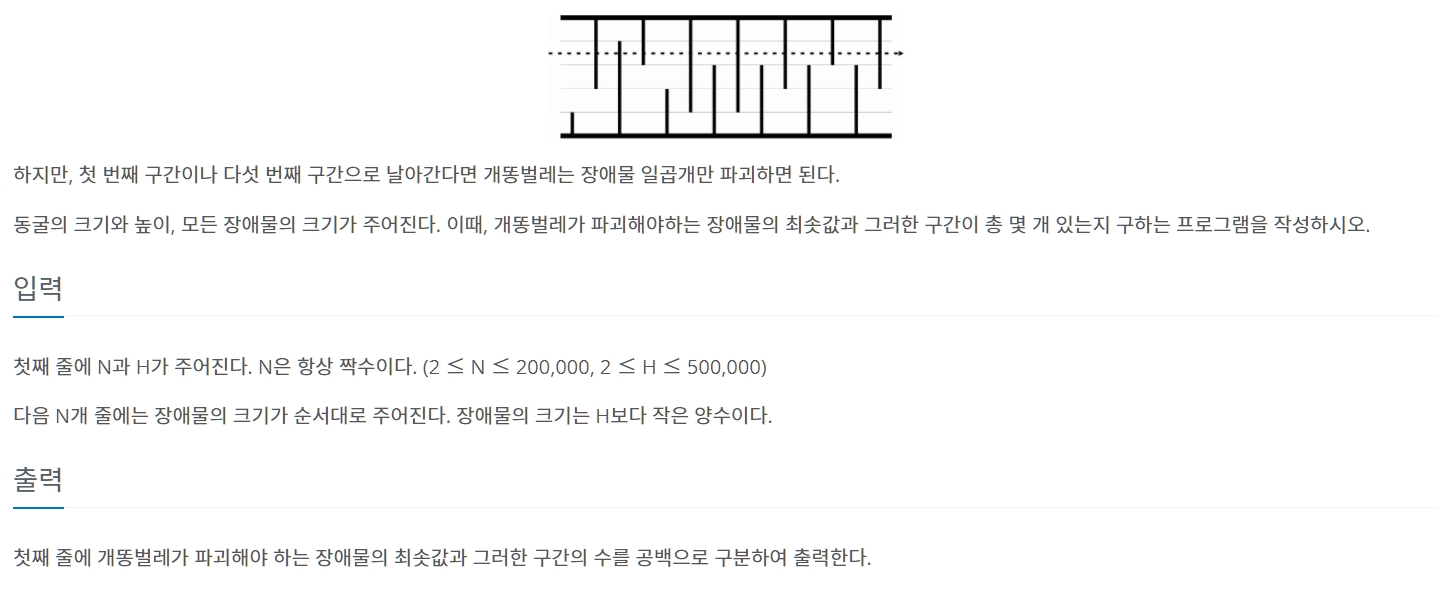 하지만, 첫 번째 구간이나 다섯 번째 구간으로 날아간다면 개똥벌레는 장애물 일곱개만 파괴하면 된다.
동굴의 크기와 높이, 모든 장애물의 크기가 주어진다. 이때, 개똥벌레가 파괴해야하는 장애물의 최솟값과 그러한 구간이 총 몇 개 있는지 구하는 프로그램을 작성하시오.
입력
첫째 줄에 N과 H가 주어진다. N은 항상 짝수이다. (2 ≤ N ≤ 200,000, 2 ≤ H ≤ 500,000)
다음 N개 줄에는 장애물의 크기가 순서대로 주어진다. 장애물의 크기는 H보다 작은 양수이다.
출력
첫째 줄에 개똥벌레가 파괴해야 하는 장애물의 최솟값과 그러한 구간의 수를 공백으로 구분하여 출력한다.